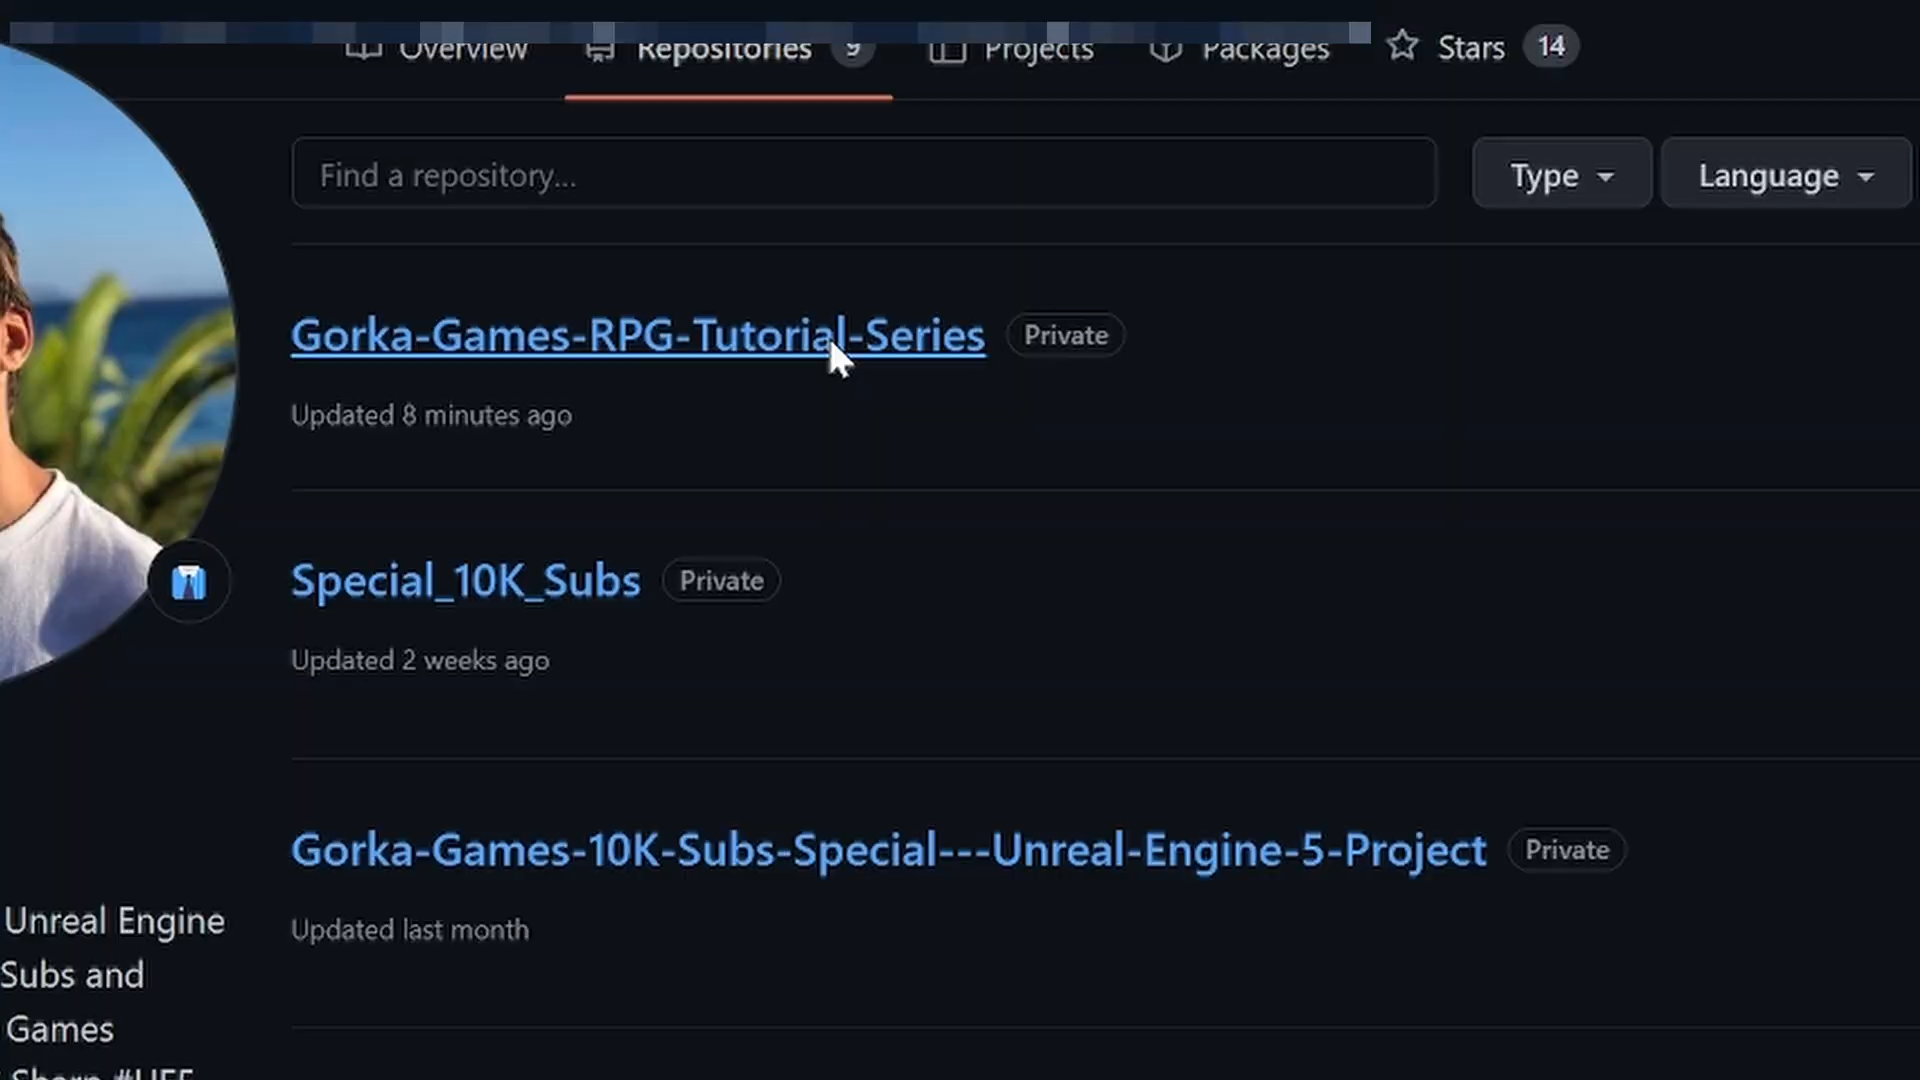 Overview Repositories 9 Projects Packages Stars 14
Find a repository... Type Language
Gorka-Games-RPG-Tutorial-Series Private
Updated 8 minutes ago
Special_10K_Subs Private
Updated 2 weeks ago
Gorka-Games-10K-Subs-Special---Unreal-Engine-5-Project Private
Updated last month
Unreal Engine
Subs and
Games